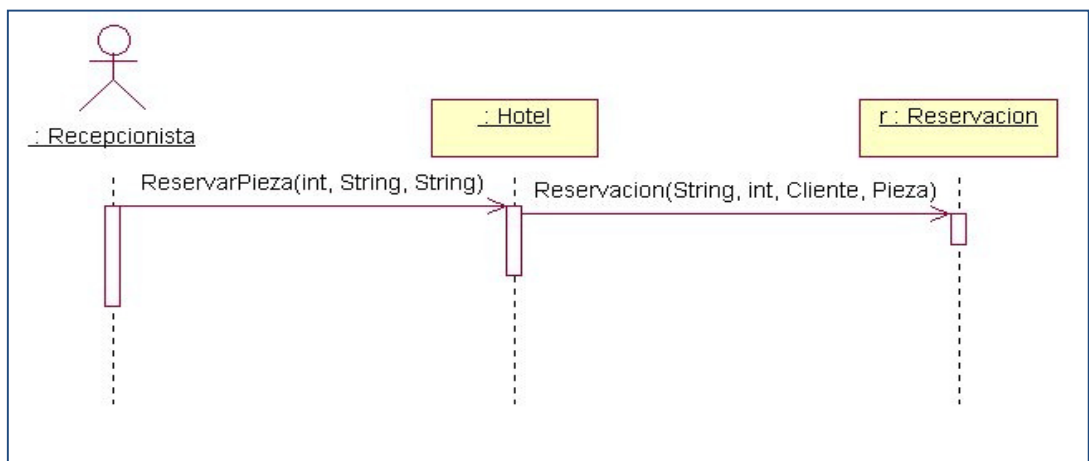 : Recepcionista
: Hotel
r : Reservacion
ReservarPieza(int, String, String)
Reservacion(String, int, Cliente, Pieza)